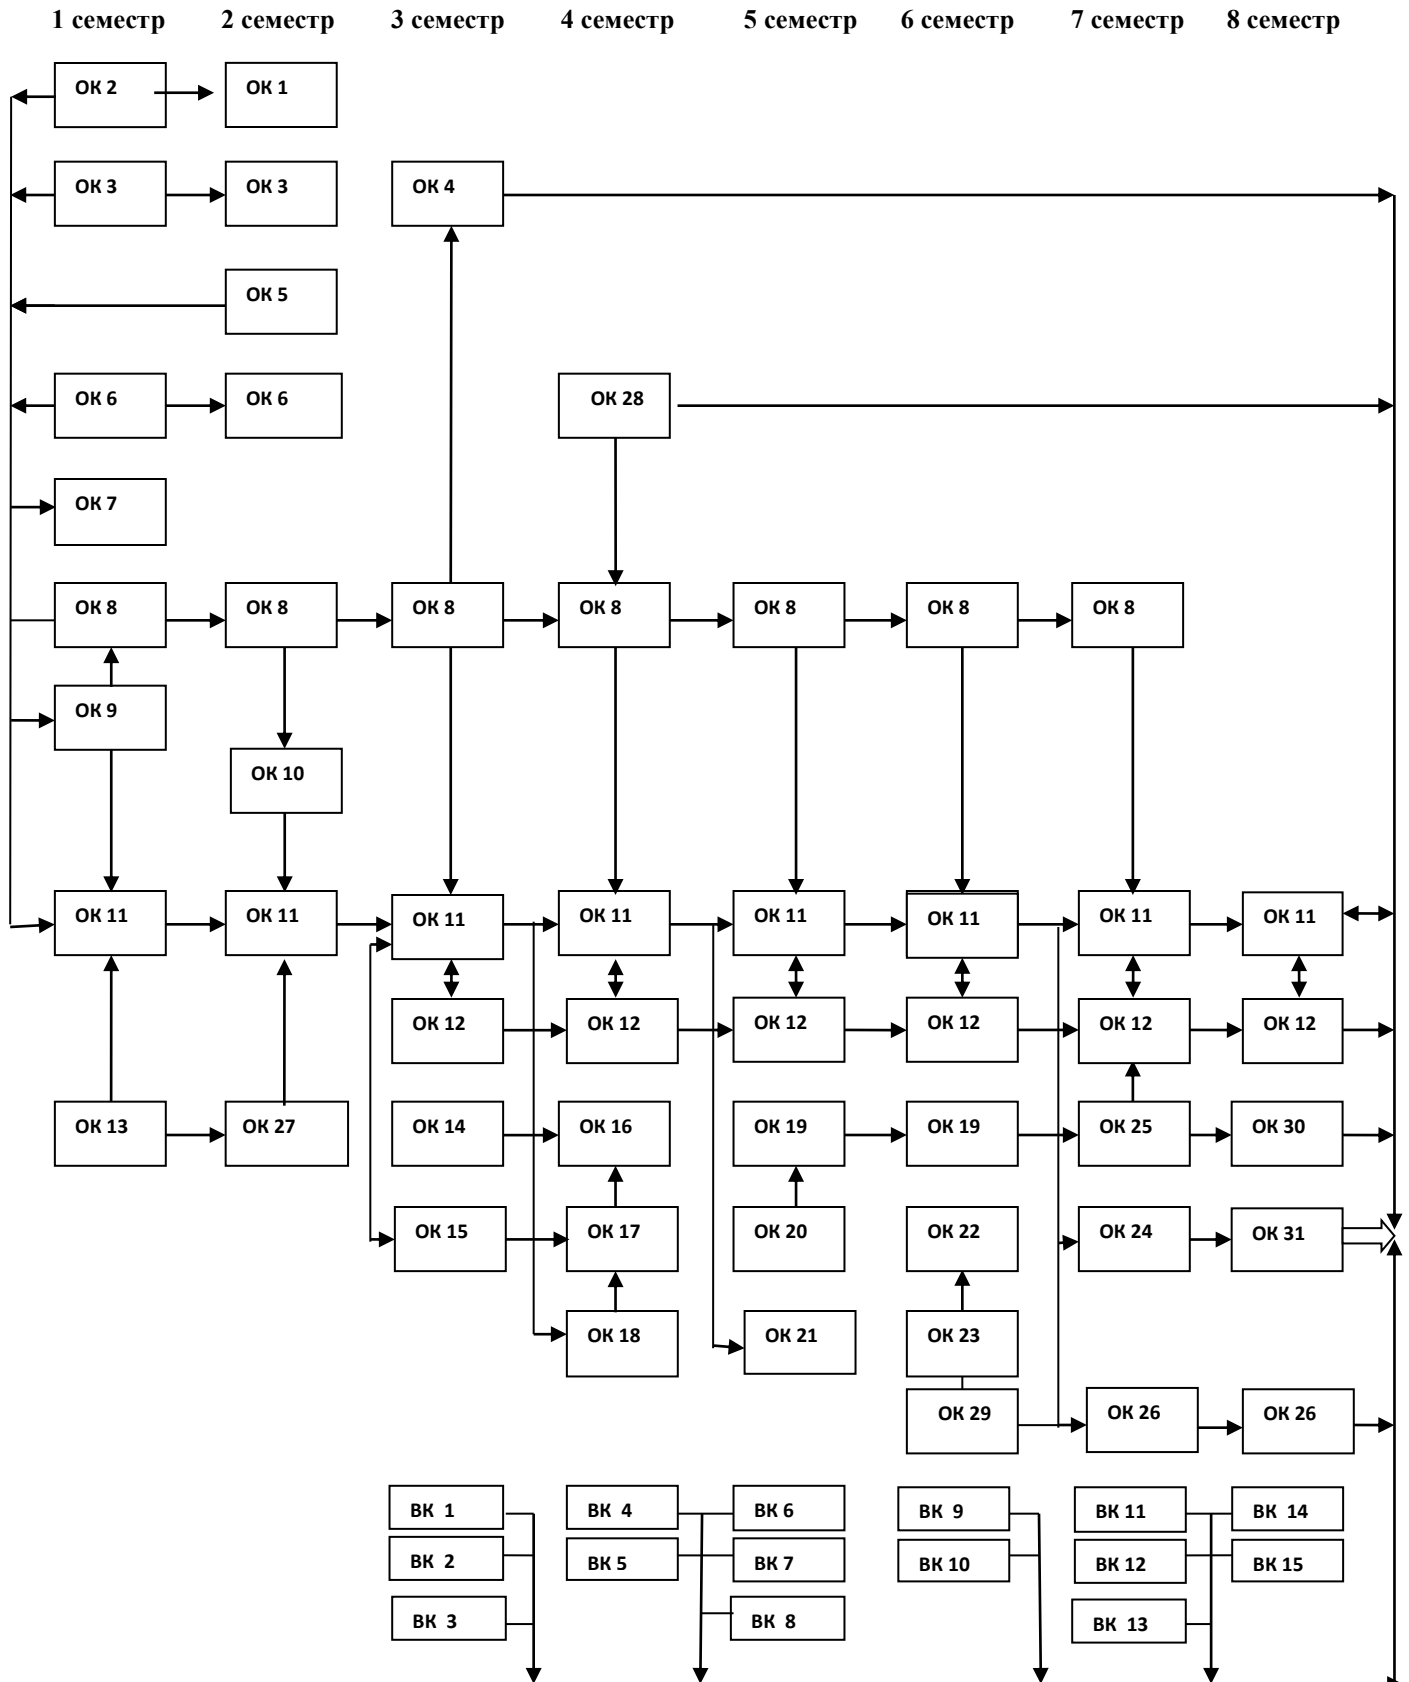 1 семестр 2 семестр 3 семестр 4 семестр 5 семестр 6 семестр 7 семестр 8 семестр
ОК 2 ОК 1
ОК 3 ОК 3 ОК 4
ОК 5
ОК 6 ОК 6 ОК 28
ОК 7
ОК 8 ОК 8 ОК 8 ОК 8 ОК 8 ОК 8 ОК 8
ОК 9
ОК 10
ОК 11 ОК 11 ОК 11 ОК 11 ОК 11 ОК 11 ОК 11 ОК 11
ОК 12 ОК 12 ОК 12 ОК 12 ОК 12 ОК 12
ОК 13 ОК 27 ОК 14 ОК 16 ОК 19 ОК 19 ОК 25 ОК 30
ОК 15 ОК 17 ОК 20 ОК 22 ОК 24 ОК 31
ОК 18 ОК 21 ОК 23
ОК 29 ОК 26 ОК 26
ВК 1 ВК 4 ВК 6 ВК 9 ВК 11 ВК 14
ВК 2 ВК 5 ВК 7 ВК 10 ВК 12 ВК 15
ВК 3 ВК 8 ВК 13